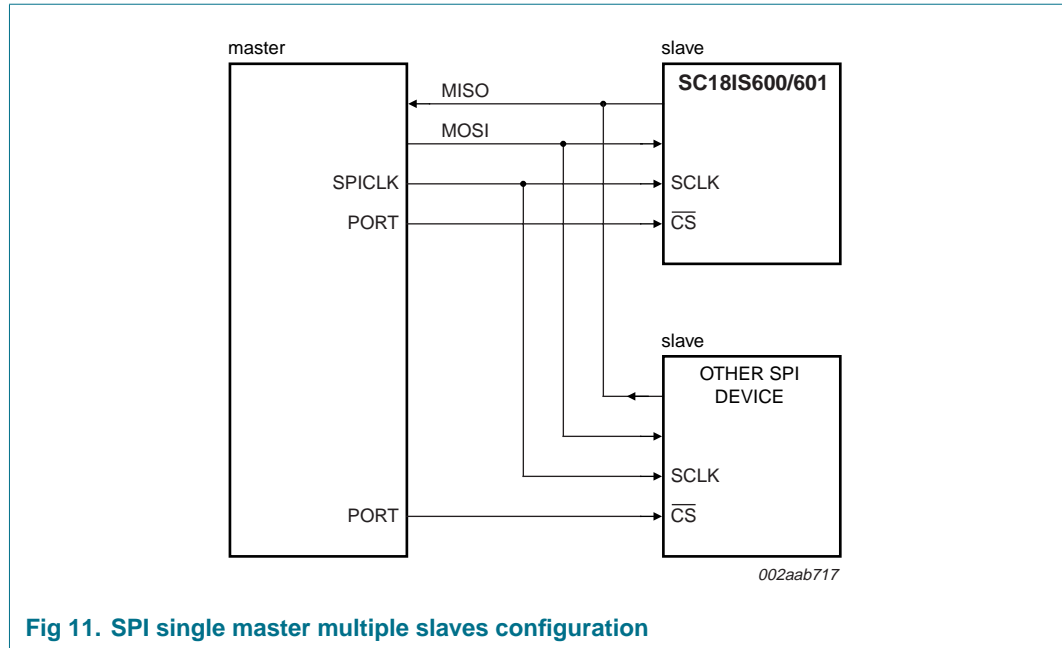 master
slave
SC18IS600/601
MISO
MOSI
SPICLK
SCLK
PORT
CS
slave
OTHER SPI
DEVICE
SCLK
PORT
CS
002aab717
Fig 11. SPI single master multiple slaves configuration